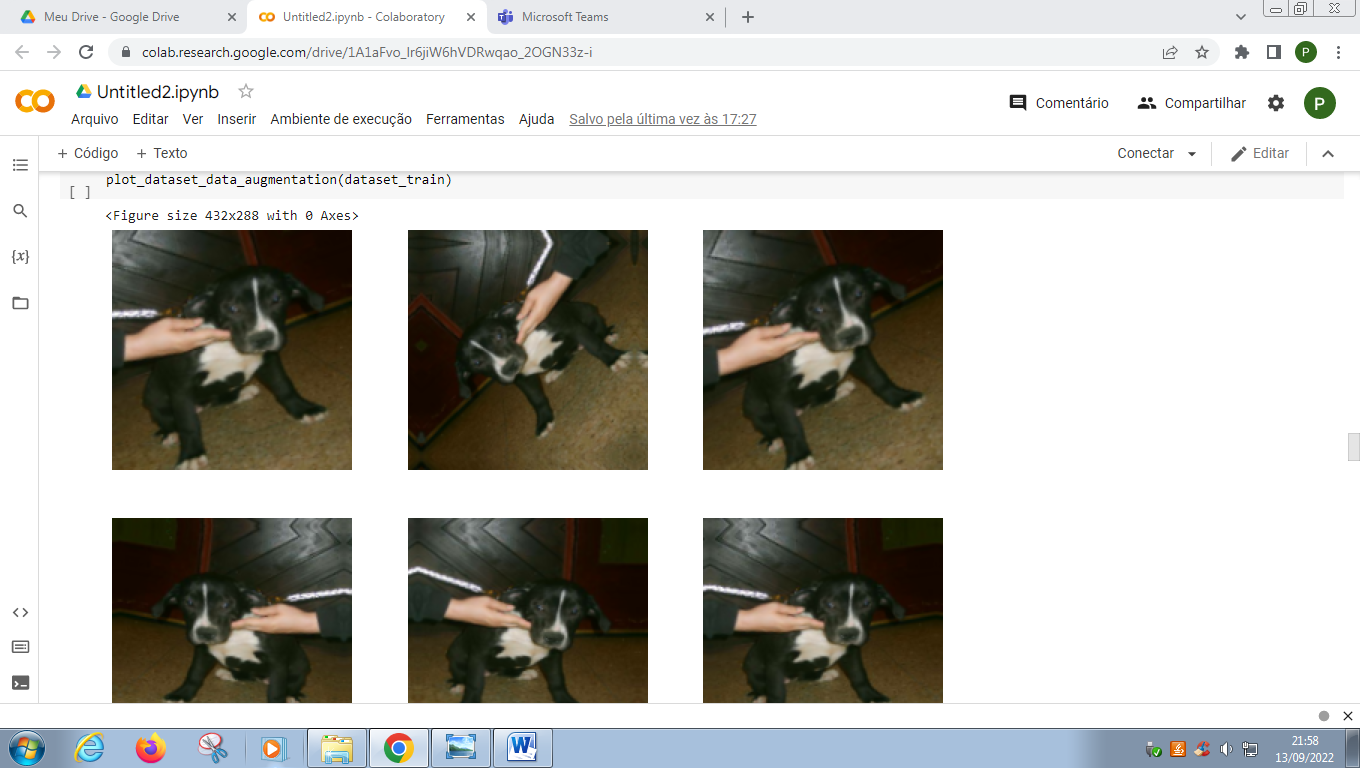 Meu Drive - Google Drive
Untitled2.ipynb - Colaboratory
Microsoft Teams
colab.research.google.com/drive/1A1aFvo_lr6jiW6hVDRwqao_2OGN33z-i
P
Untitled2.ipynb
Comentário
Compartilhar
P
Arquivo Editar Ver Inserir Ambiente de execução Ferramentas Ajuda Salvo pela última vez às 17:27
+ Código + Texto
Conectar
Editar
plot_dataset_data_augmentation(dataset_train)
[ ]
<Figure size 432x288 with 0 Axes>
{x}
21:58
13/09/2022